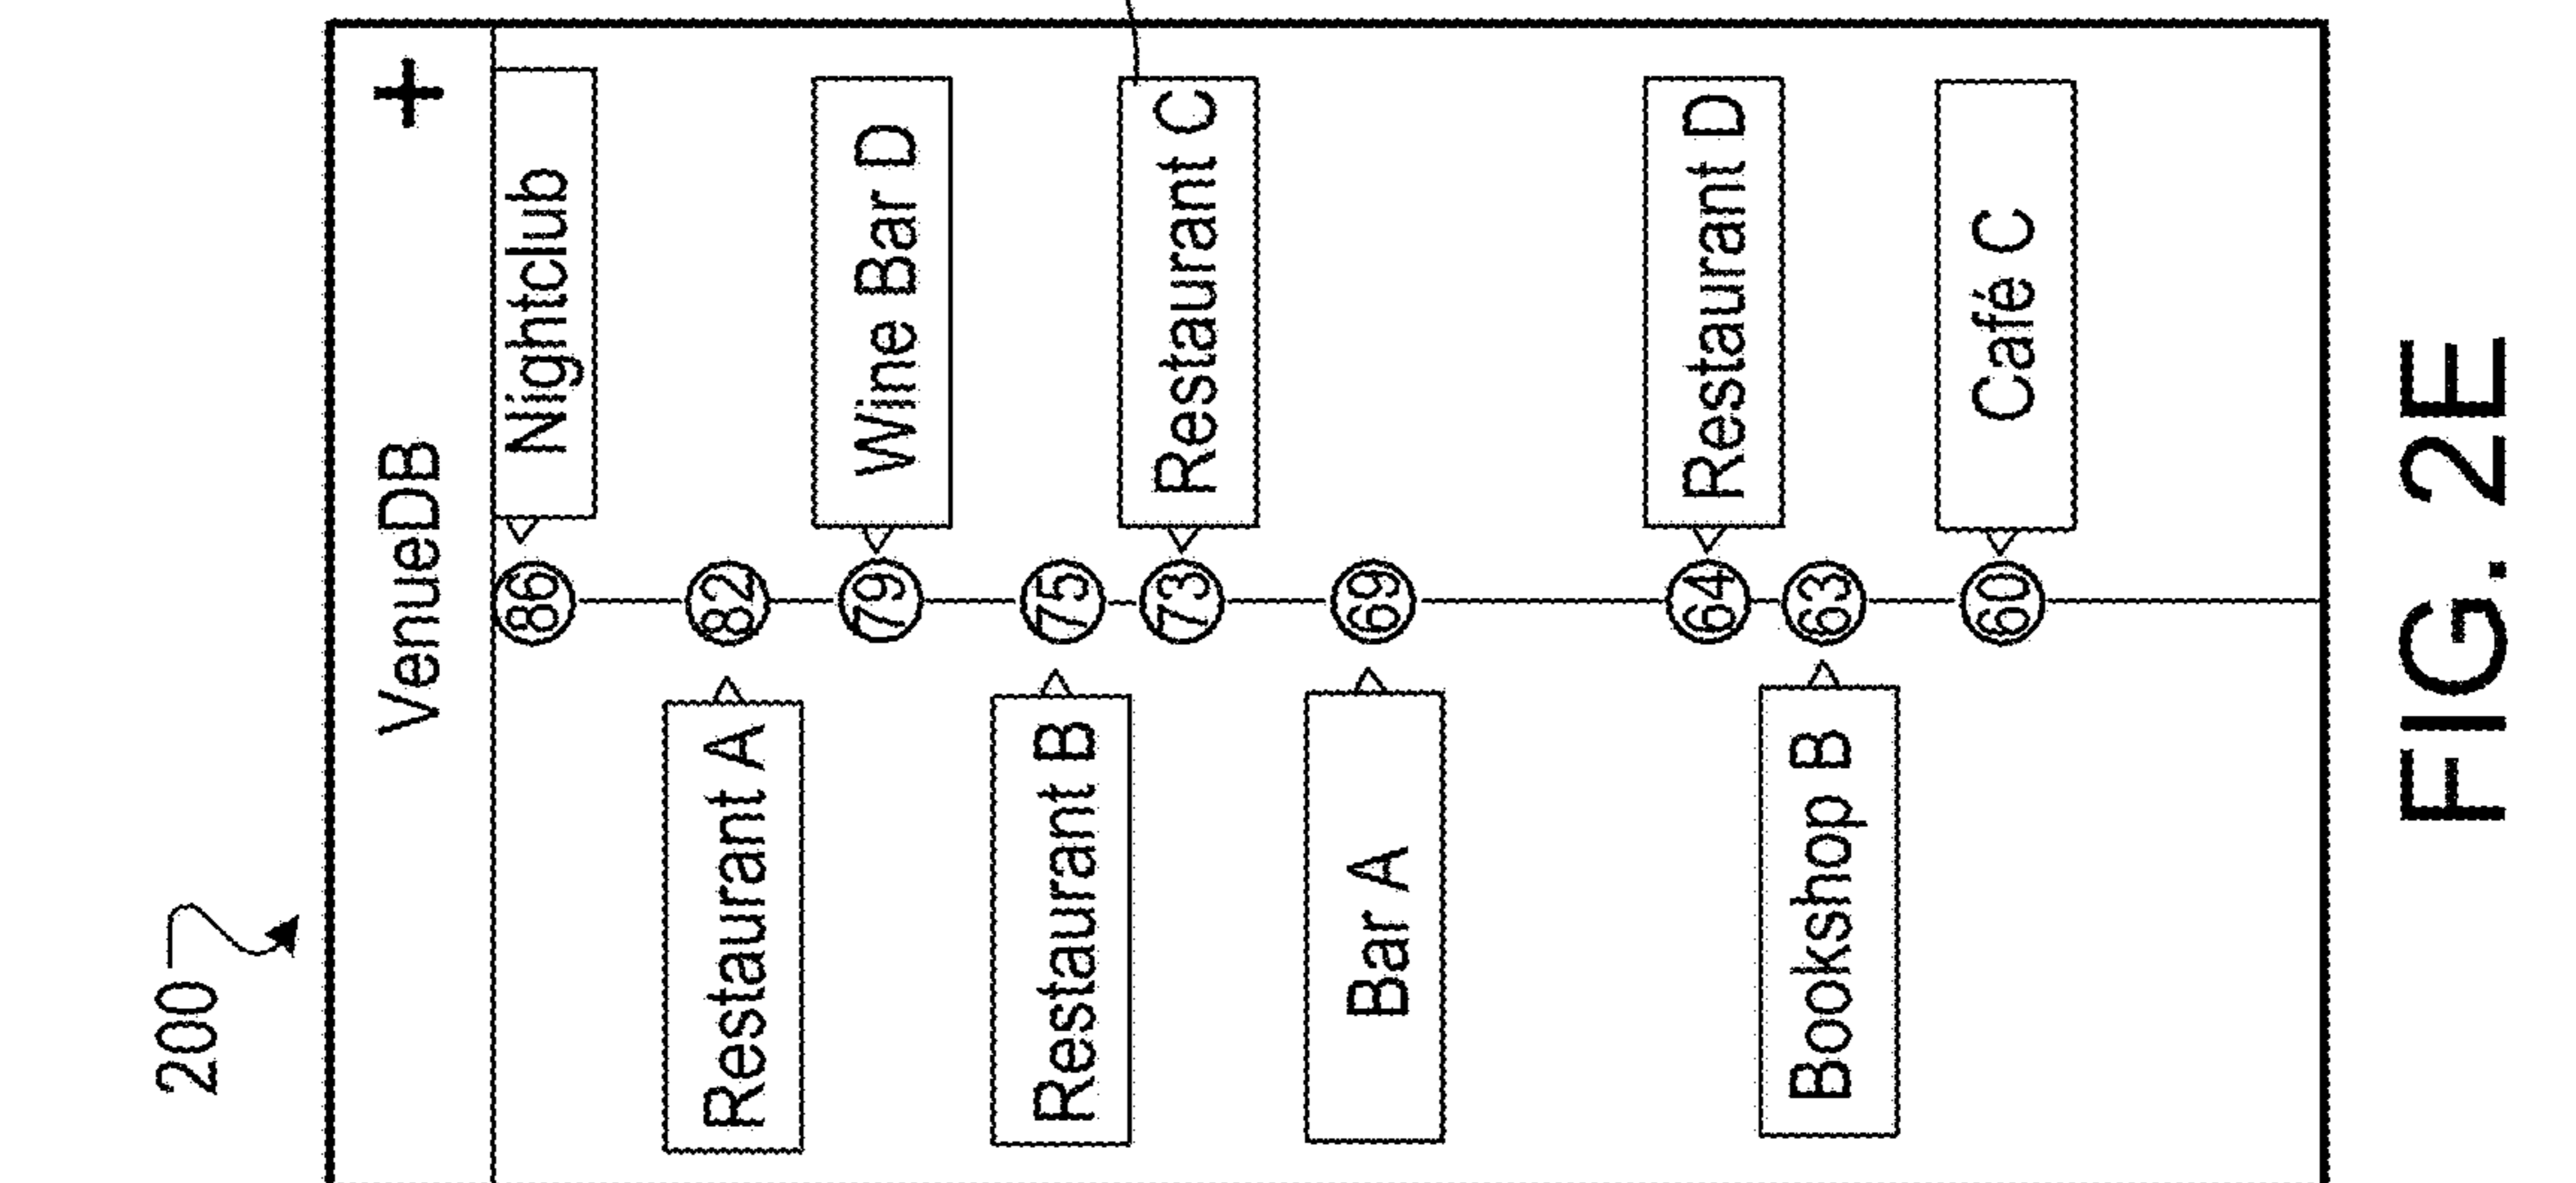 200
VenueDB +
Nightclub
86
Restaurant A
82
Wine Bar D
79
Restaurant B
75
Restaurant C
73
Bar A
69
Restaurant D
64
Bookshop B
63
Café C
60
FIG. 2E